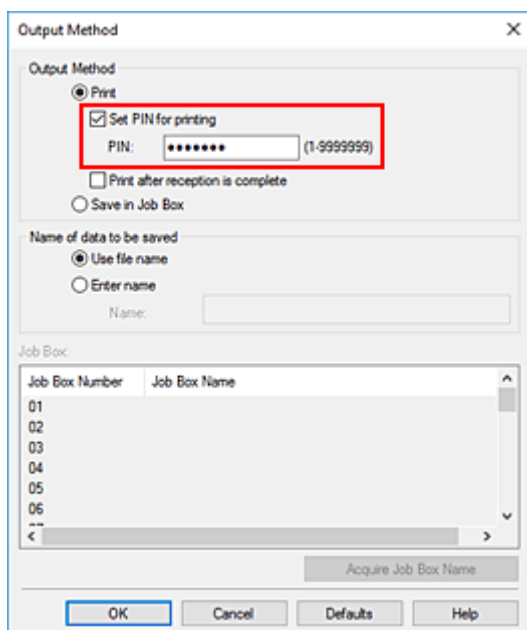 Output Method
Output Method
Print
Set PIN for printing
PIN: ●●●●●●● (1-9999999)
Print after reception is complete
Save in Job Box
Name of data to be saved
Use file name
Enter name
Name:
Job Box:
Job Box Number Job Box Name
01
02
03
04
05
06
Acquire Job Box Name
OK Cancel Defaults Help